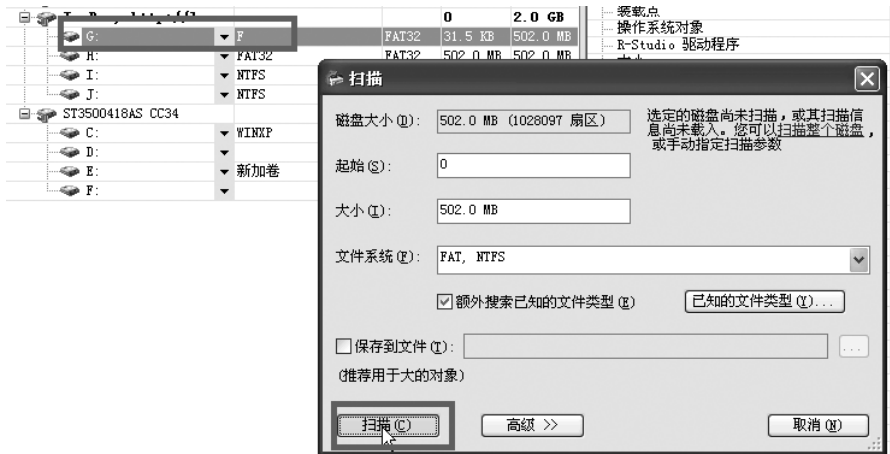 0 2.0 GB
G: F FAT32 31.5 KB 502.0 MB
H: FAT32 FAT32 502.0 MB 502.0 MB
I: NTFS
J: NTFS
ST3500418AS CC34
C: WINXP
D:
E: 新加卷
F:
装载点
操作系统对象
R-Studio 驱动程序
扫描
磁盘大小(D): 502.0 MB (1028097 扇区)
选定的磁盘尚未扫描，或其扫描信
息尚未载入。您可以扫描整个磁盘，
或手动指定扫描参数
起始(S): 0
大小(I): 502.0 MB
文件系统(F): FAT, NTFS
额外搜索已知的文件类型(E) 已知的文件类型(Y)...
保存到文件(T): ...
(推荐用于大的对象)
扫描(C) 高级 >> 取消(N)